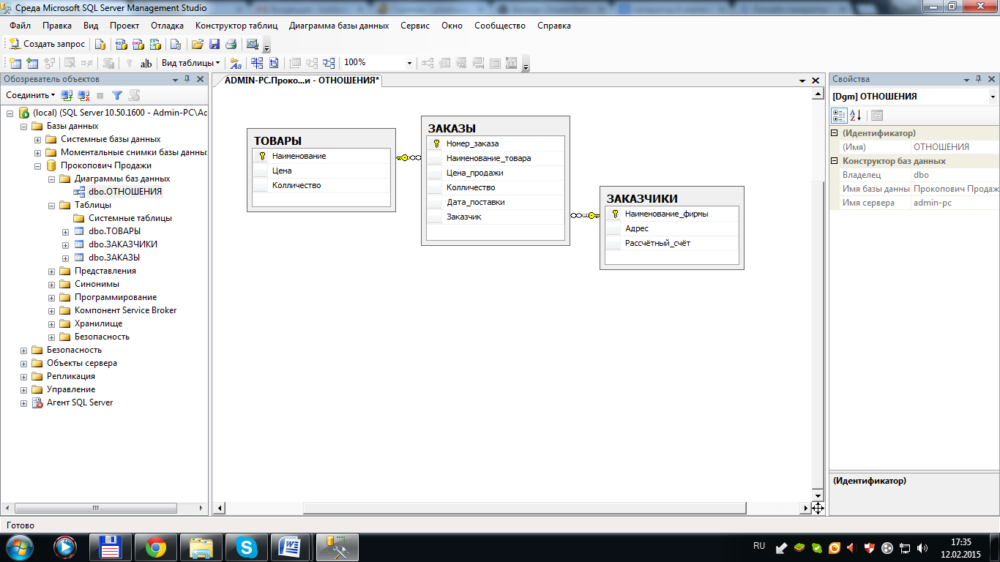 Среда Microsoft SQL Server Management Studio
Файл Правка Вид Проект Отладка Конструктор таблиц Диаграмма базы данных Сервис Окно Сообщество Справка
Создать запрос
ab Вид таблицы 100%
Обозреватель объектов
Соединить
(local) (SQL Server 10.50.1600 - Admin-PC\Ad
Базы данных
Системные базы данных
Моментальные снимки базы данны
Прокопович Продажи
Диаграммы баз данных
dbo.ОТНОШЕНИЯ
Таблицы
Системные таблицы
dbo.ТОВАРЫ
dbo.ЗАКАЗЧИКИ
dbo.ЗАКАЗЫ
Представления
Синонимы
Программирование
Компонент Service Broker
Хранилище
Безопасность
Безопасность
Объекты сервера
Репликация
Управление
Агент SQL Server
ADMIN-PC.Проко...и - ОТНОШЕНИЯ*
ТОВАРЫ
Наименование
Цена
Колличество
ЗАКАЗЫ
Номер_заказа
Наименование_товара
Цена_продажи
Колличество
Дата_поставки
Заказчик
ЗАКАЗЧИКИ
Наименование_фирмы
Адрес
Рассчётный_счёт
Свойства
[Dgm] ОТНОШЕНИЯ
(Идентификатор)
(Имя) ОТНОШЕНИЯ
Конструктор баз данных
Владелец dbo
Имя базы данны Прокопович Продаж
Имя сервера admin-pc
(Идентификатор)
Готово
RU
17:35
12.02.2015